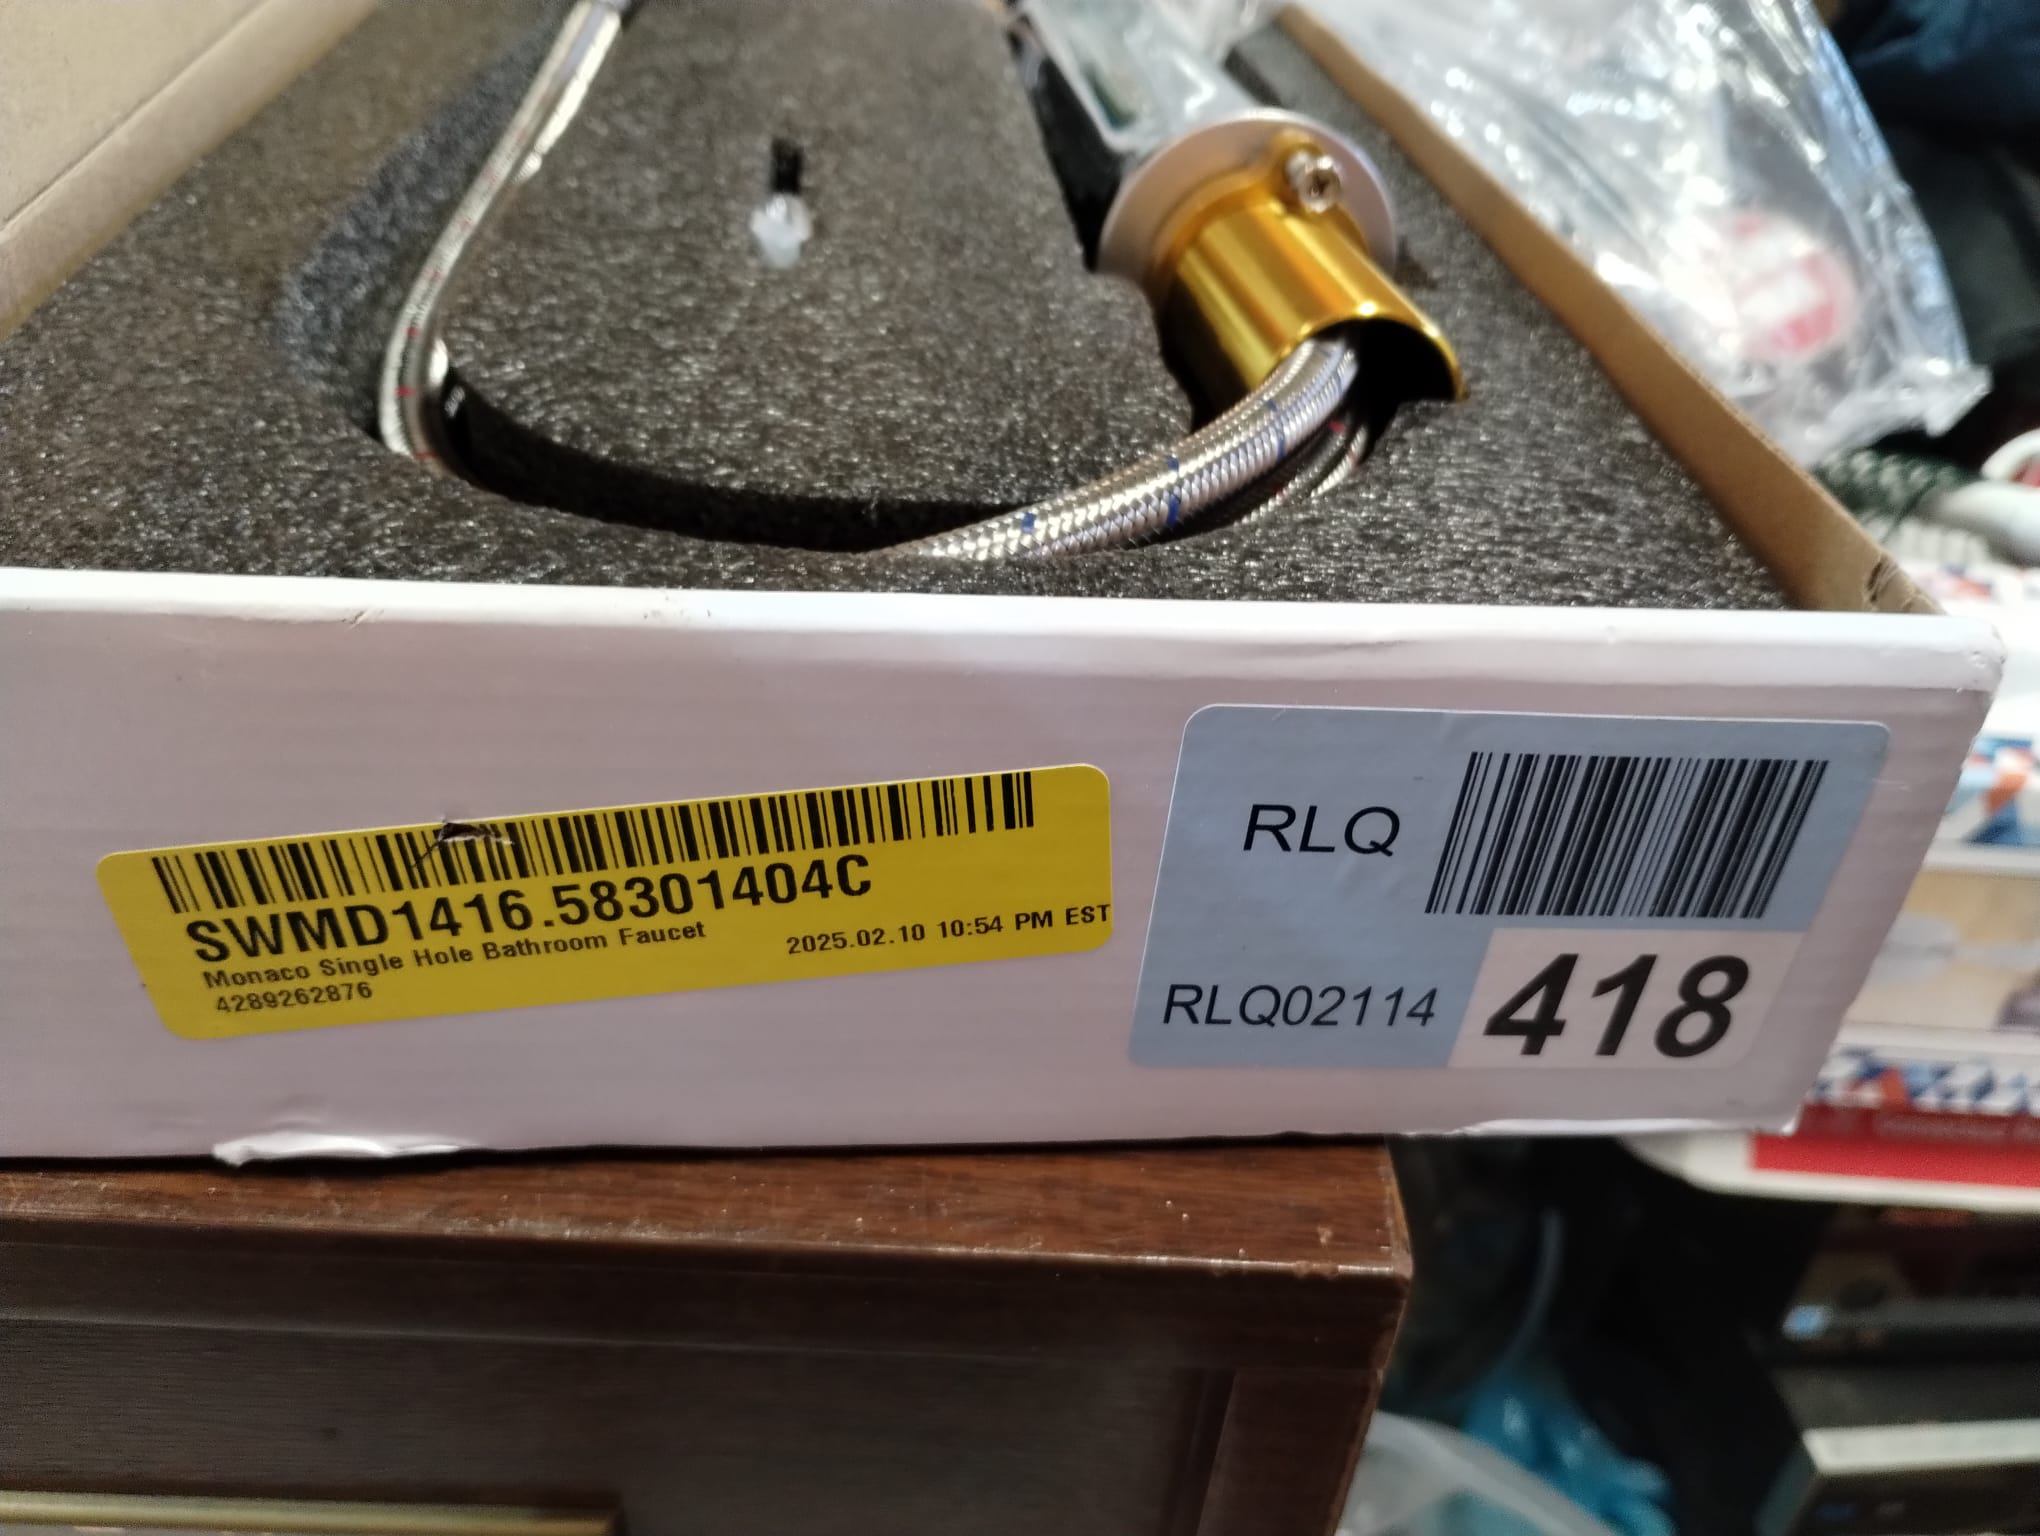 SWMD1416.58301404C
Monaco Single Hole Bathroom Faucet
2025.02.10 10:54 PM EST
4289262876
RLQ
RLQ02114
418